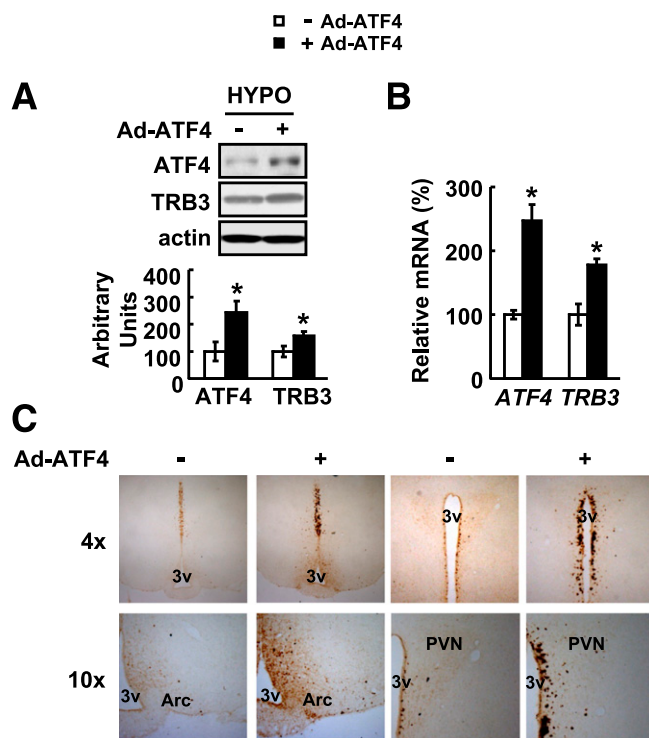 - Ad-ATF4
+ Ad-ATF4
A
HYPO
Ad-ATF4 - +
ATF4
TRB3
actin
Arbitrary
Units
400
300
200
100
0
ATF4 TRB3
*
*
B
Relative mRNA (%)
300
200
100
0
*
*
ATF4 TRB3
C
Ad-ATF4 - + - +
4x
3v 3v 3v 3v
10x
3v Arc 3v Arc 3v PVN 3v PVN